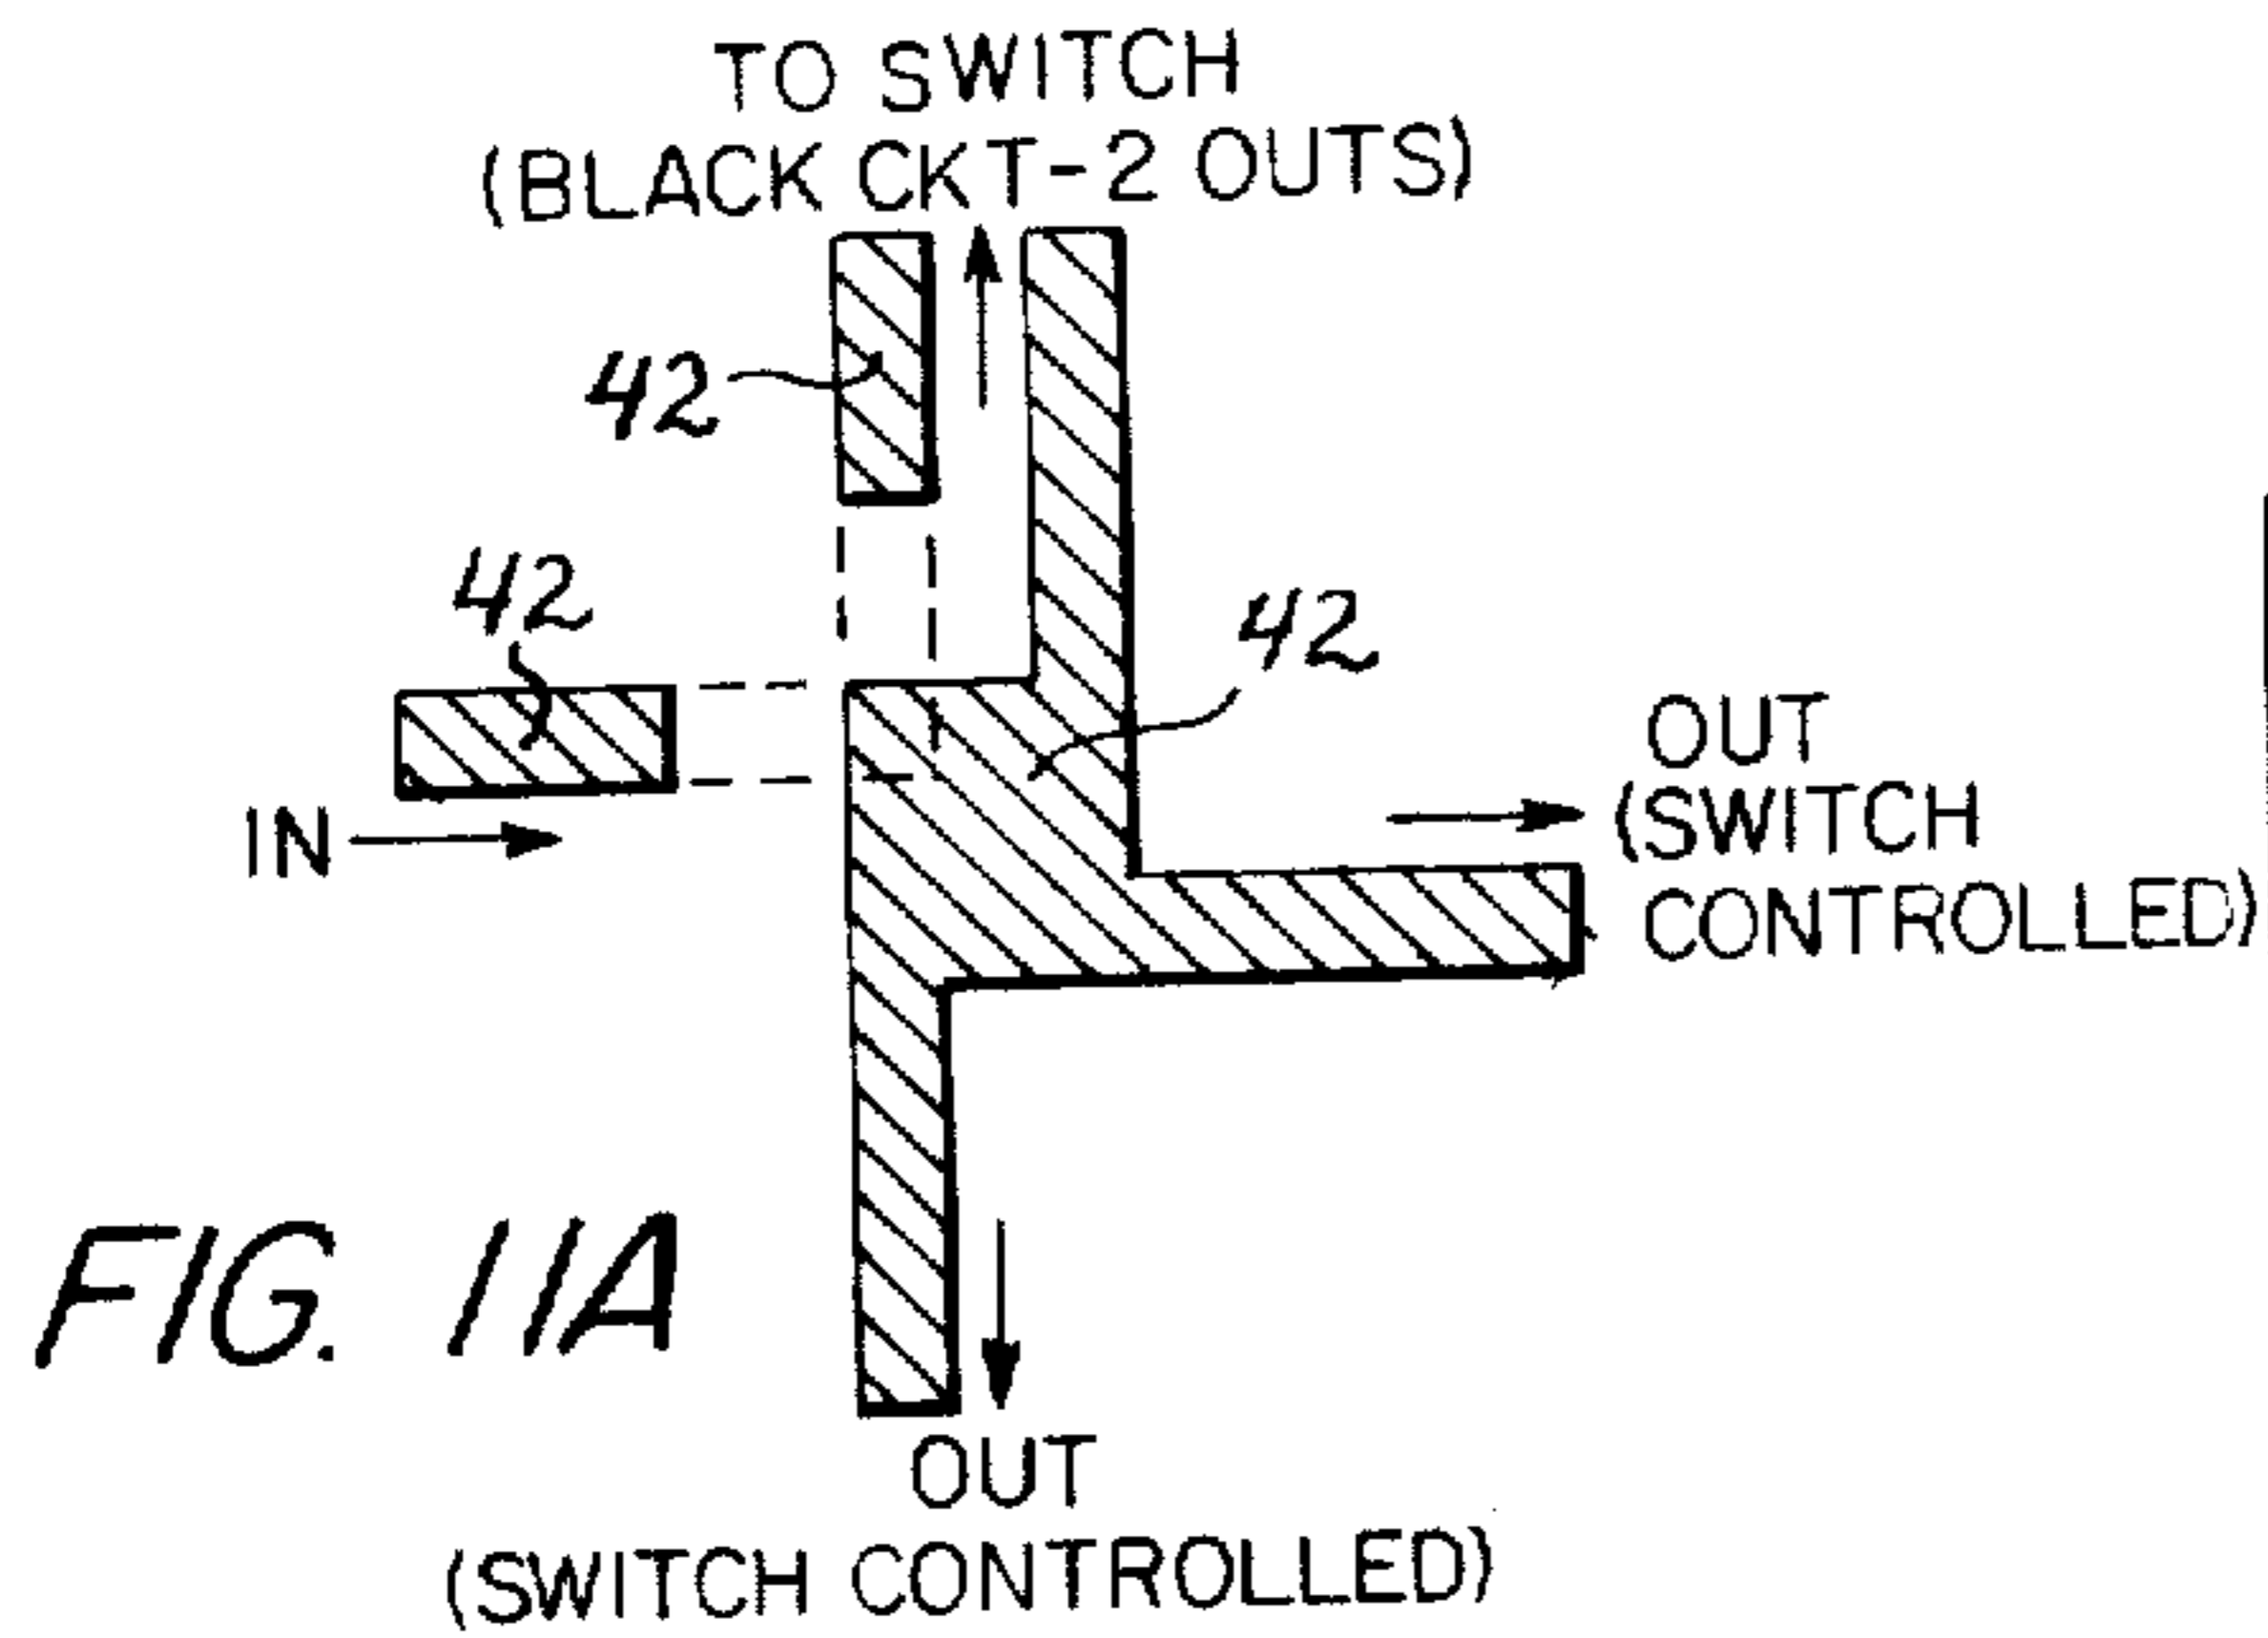 TO SWITCH
(BLACK CKT-2 OUTS)
42
42
42
OUT
(SWITCH
CONTROLLED)
IN
FIG. 11A
OUT
(SWITCH CONTROLLED)